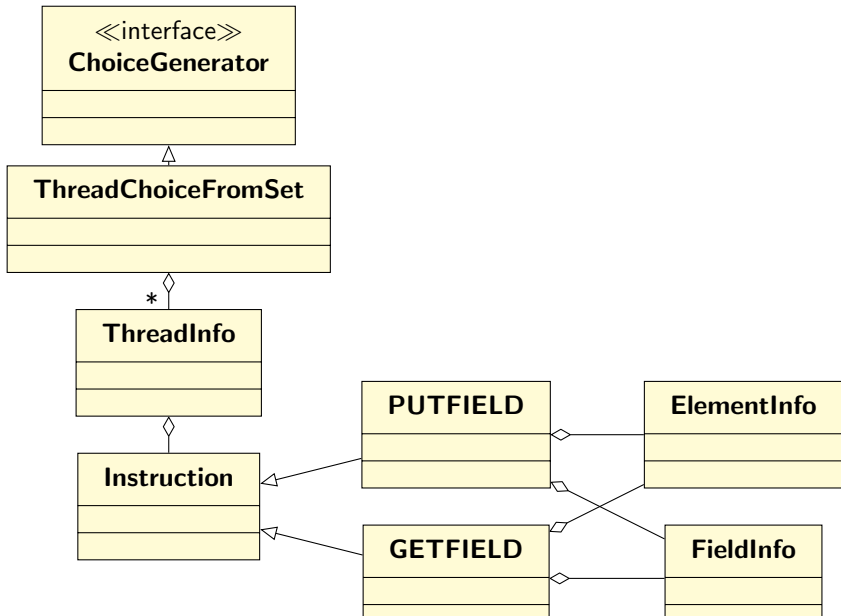 ≪interface≫
ChoiceGenerator
ThreadChoiceFromSet
*
ThreadInfo
PUTFIELD
ElementInfo
Instruction
GETFIELD
FieldInfo